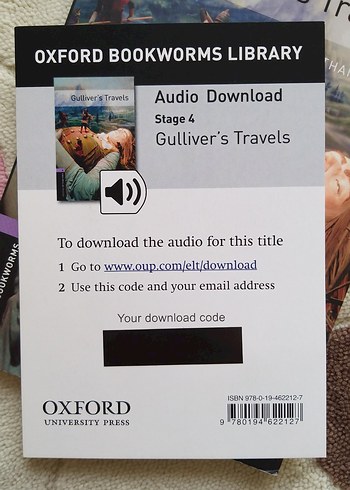 OXFORD BOOKWORMS LIBRARY
Gulliver's Travels
Audio Download
Stage 4
Gulliver's Travels
To download the audio for this title
1 Go to www.oup.com/elt/download
2 Use this code and your email address
Your download code
OXFORD
UNIVERSITY PRESS
ISBN 978-0-19-462212-7
9 780194 622127
BOOKWORMS